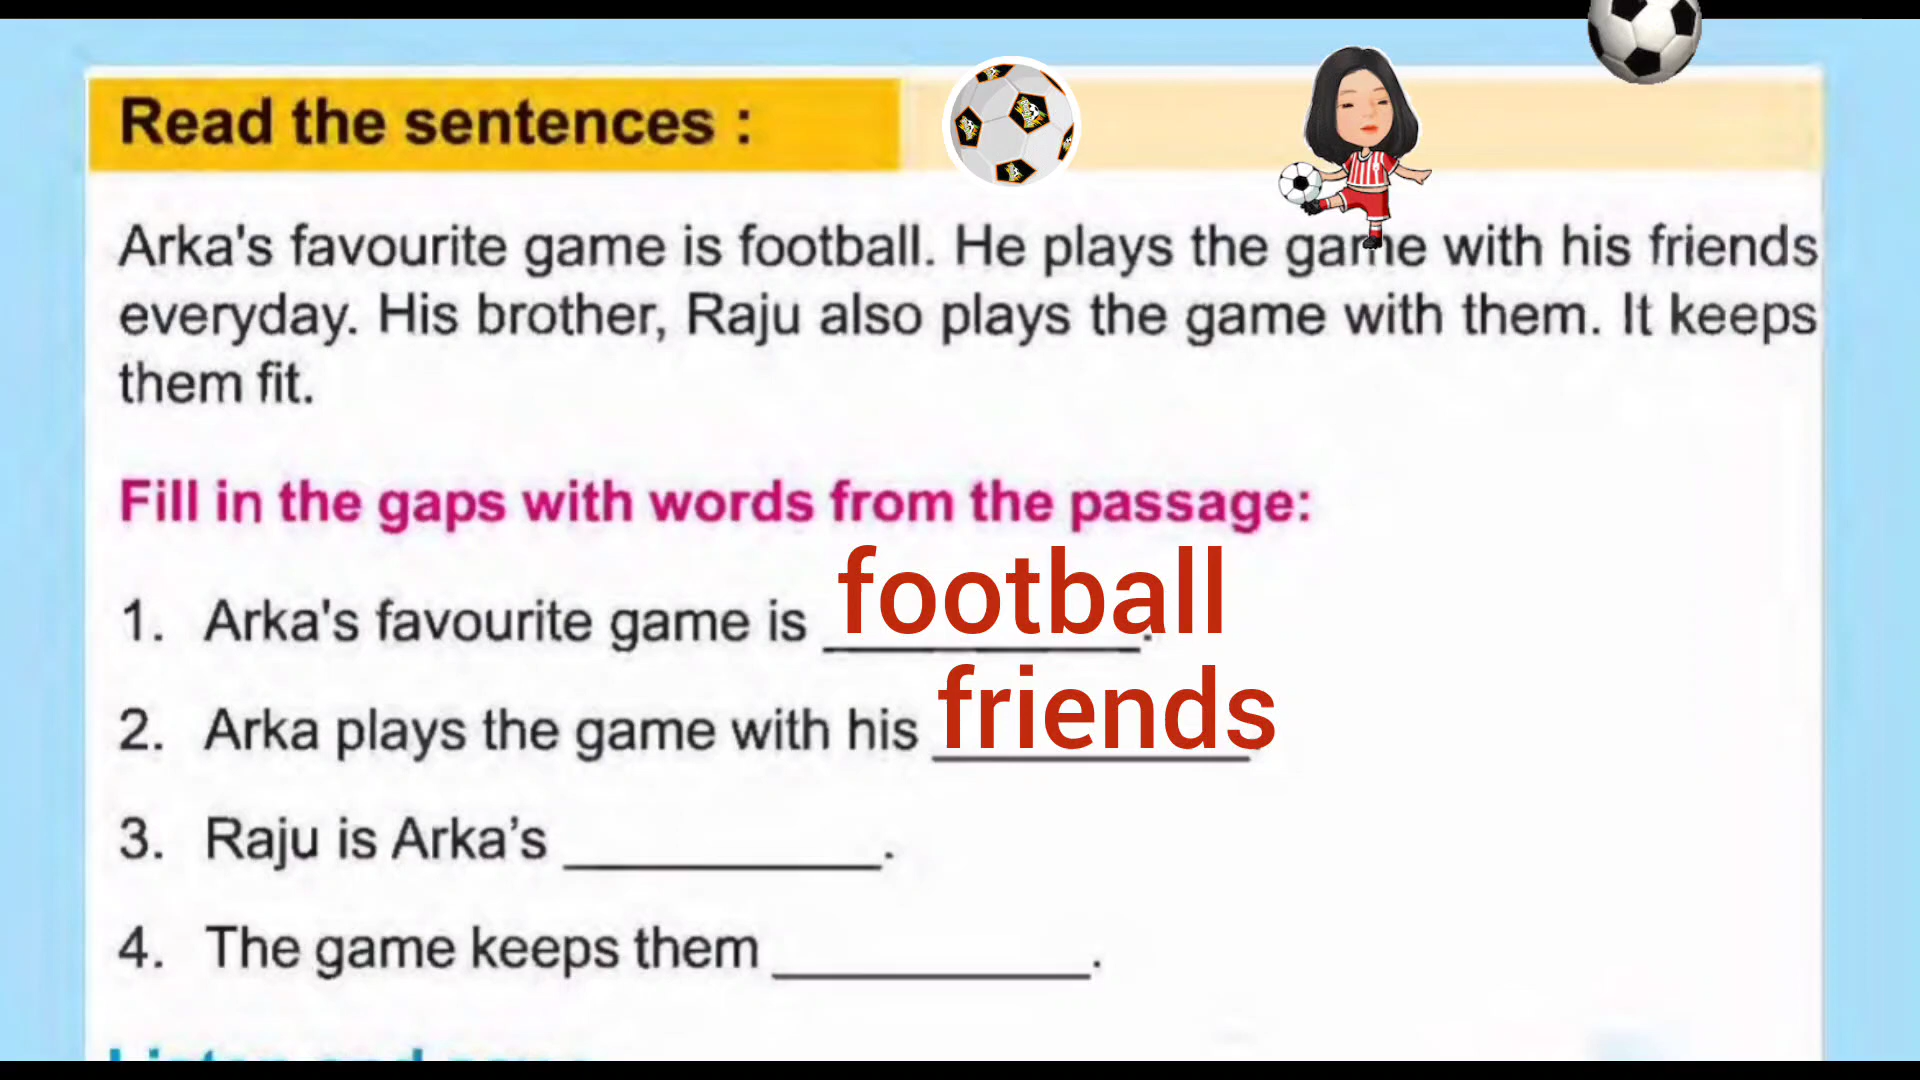 Read the sentences :
Arka's favourite game is football. He plays the game with his friends
everyday. His brother, Raju also plays the game with them. It keeps
them fit.
Fill in the gaps with words from the passage:
1. Arka's favourite game is football.
2. Arka plays the game with his friends
3. Raju is Arka’s ___________.
4. The game keeps them ___________.